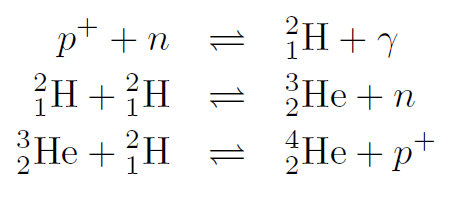 p⁺ + n ⇌ ²₁H + γ
²₁H + ²₁H ⇌ ³₂He + n
³₂He + ²₁H ⇌ ⁴₂He + p⁺